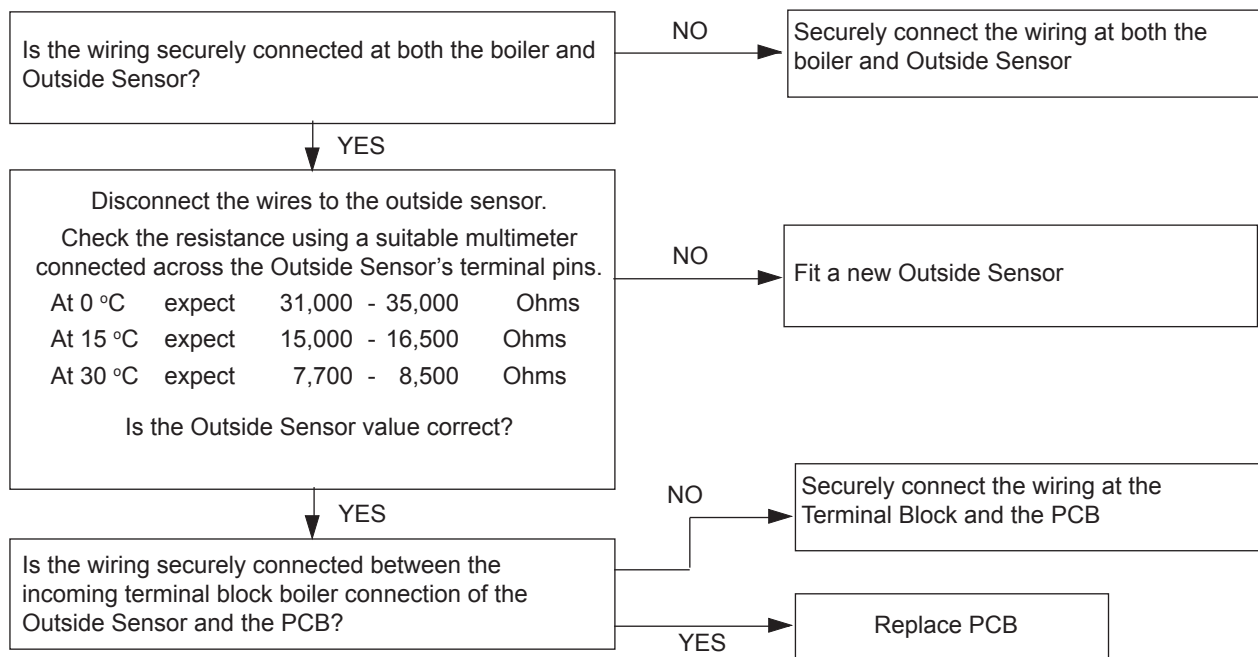 Is the wiring securely connected at both the boiler and
Outside Sensor?
NO
Securely connect the wiring at both the
boiler and Outside Sensor
YES
Disconnect the wires to the outside sensor.
Check the resistance using a suitable multimeter
connected across the Outside Sensor's terminal pins.
At 0 °C expect 31,000 - 35,000 Ohms
At 15 °C expect 15,000 - 16,500 Ohms
At 30 °C expect 7,700 - 8,500 Ohms
Is the Outside Sensor value correct?
NO
Fit a new Outside Sensor
YES
Is the wiring securely connected between the
incoming terminal block boiler connection of the
Outside Sensor and the PCB?
NO
Securely connect the wiring at the
Terminal Block and the PCB
YES
Replace PCB